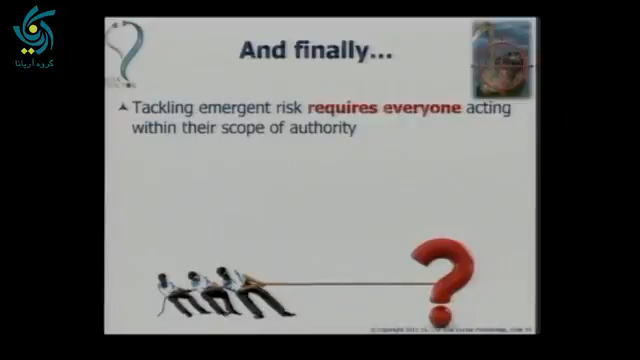 گروه آریانا
And finally...
Tackling emergent risk requires everyone acting
within their scope of authority